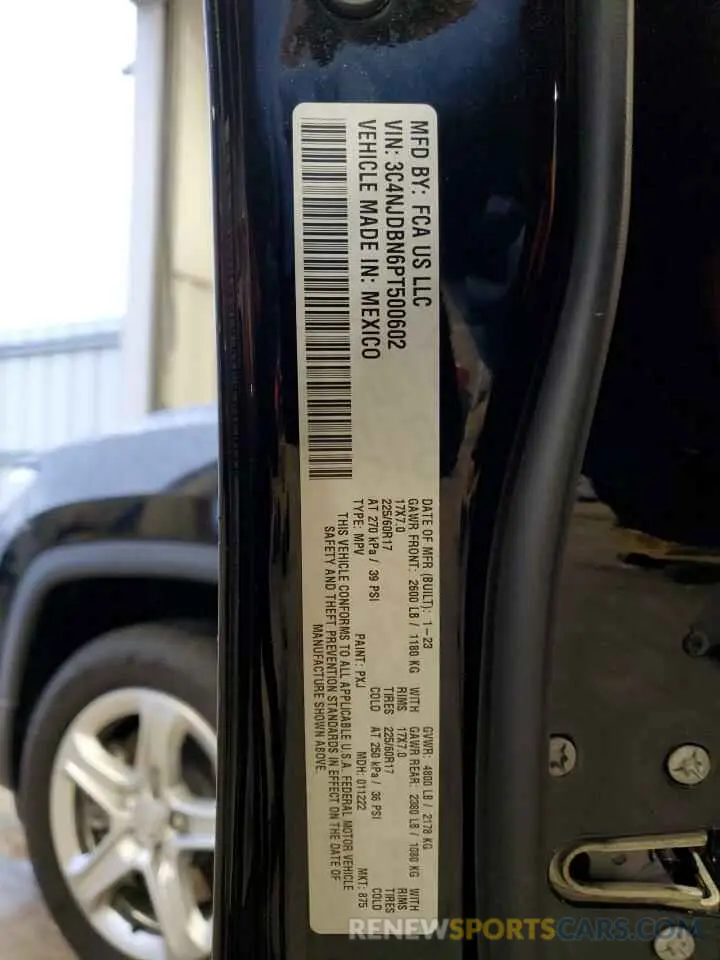 MFD BY: FCA US LLC
VIN: 3C4NJDBN6PT500602
VEHICLE MADE IN: MEXICO
DATE OF MFR (BUILT): 1-23 GVWR: 4800 LB / 2178 KG
GAWR FRONT: 2600 LB / 1180 KG WITH GAWR REAR: 2380 LB / 1080 KG WITH
17X7.0 RIMS 17X7.0 RIMS
225/60R17 TIRES 225/60R17 TIRES
AT 270 kPa / 39 PSI COLD AT 250 kPa / 36 PSI COLD
TYPE: MPV PAINT: PXJ MDH: 011222 MKT: 875
THIS VEHICLE CONFORMS TO ALL APPLICABLE U.S.A. FEDERAL MOTOR VEHICLE
SAFETY AND THEFT PREVENTION STANDARDS IN EFFECT ON THE DATE OF
MANUFACTURE SHOWN ABOVE.
RENEWSPORTSCARS.COM